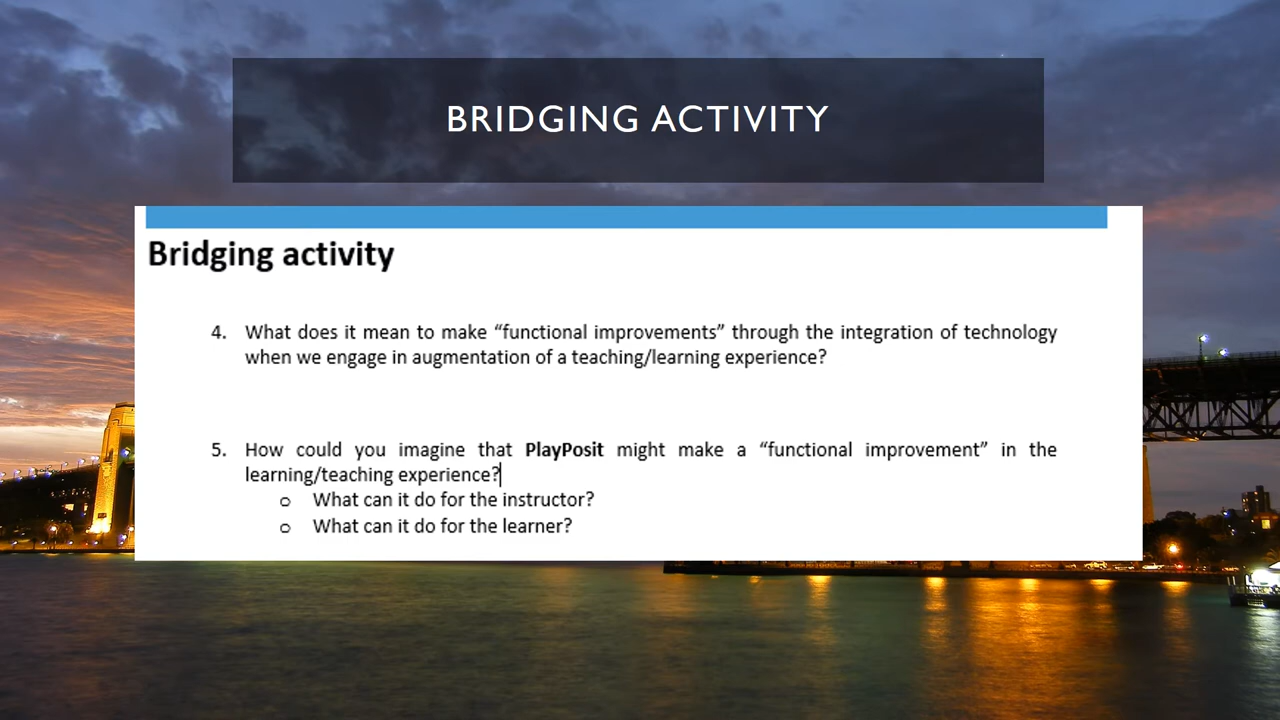 BRIDGING ACTIVITY
Bridging activity
4. What does it mean to make “functional improvements” through the integration of technology
when we engage in augmentation of a teaching/learning experience?
5. How could you imagine that PlayPosit might make a “functional improvement” in the
learning/teaching experience?
o What can it do for the instructor?
o What can it do for the learner?